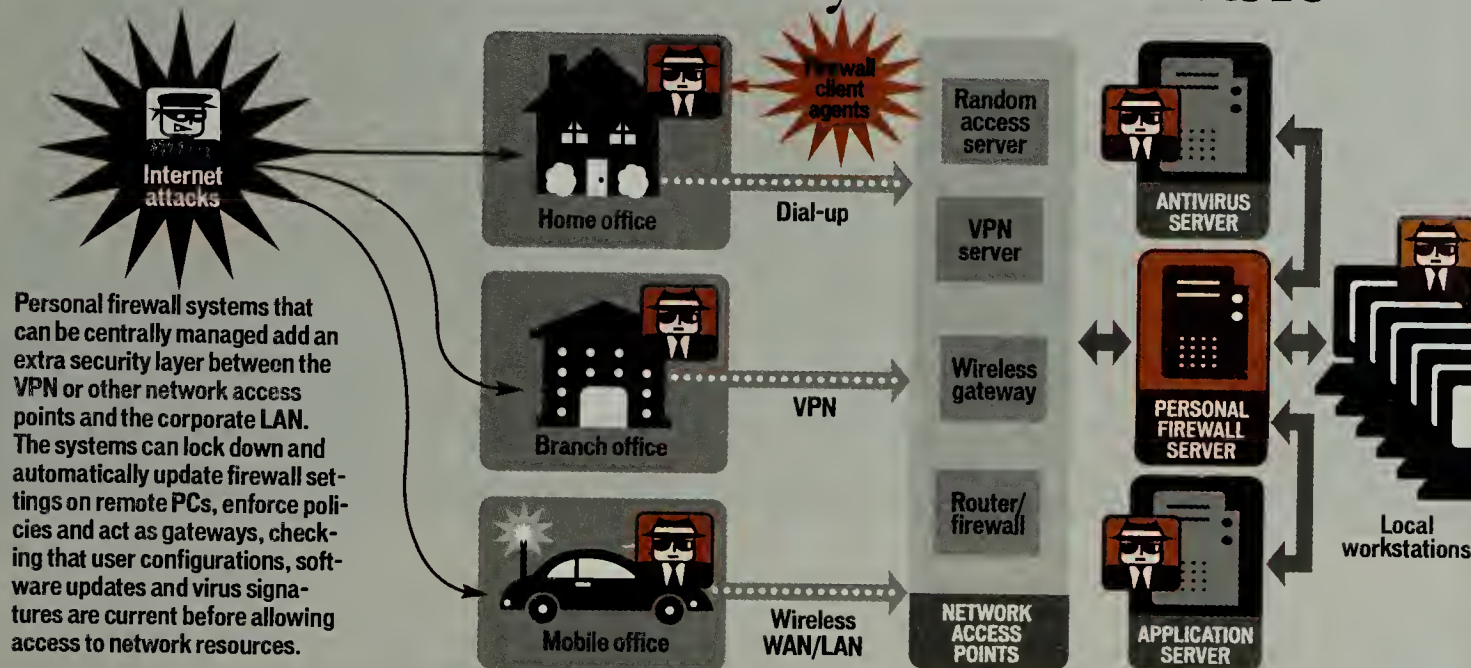 Internet
attacks
Personal firewall systems that
can be centrally managed add an
extra security layer between the
VPN or other network access
points and the corporate LAN.
The systems can lock down and
automatically update firewall set-
tings on remote PCs, enforce poli-
cies and act as gateways, check-
ing that user configurations, soft-
ware updates and virus signa-
tures are current before allowing
access to network resources.
Home office
Branch office
Mobile office
Firewall
client
agents
Dial-up
VPN
Wireless
WAN/LAN
Random
access
server
VPN
server
Wireless
gateway
Router/
firewall
NETWORK
ACCESS
POINTS
ANTIVIRUS
SERVER
PERSONAL
FIREWALL
SERVER
APPLICATION
SERVER
Local
workstations